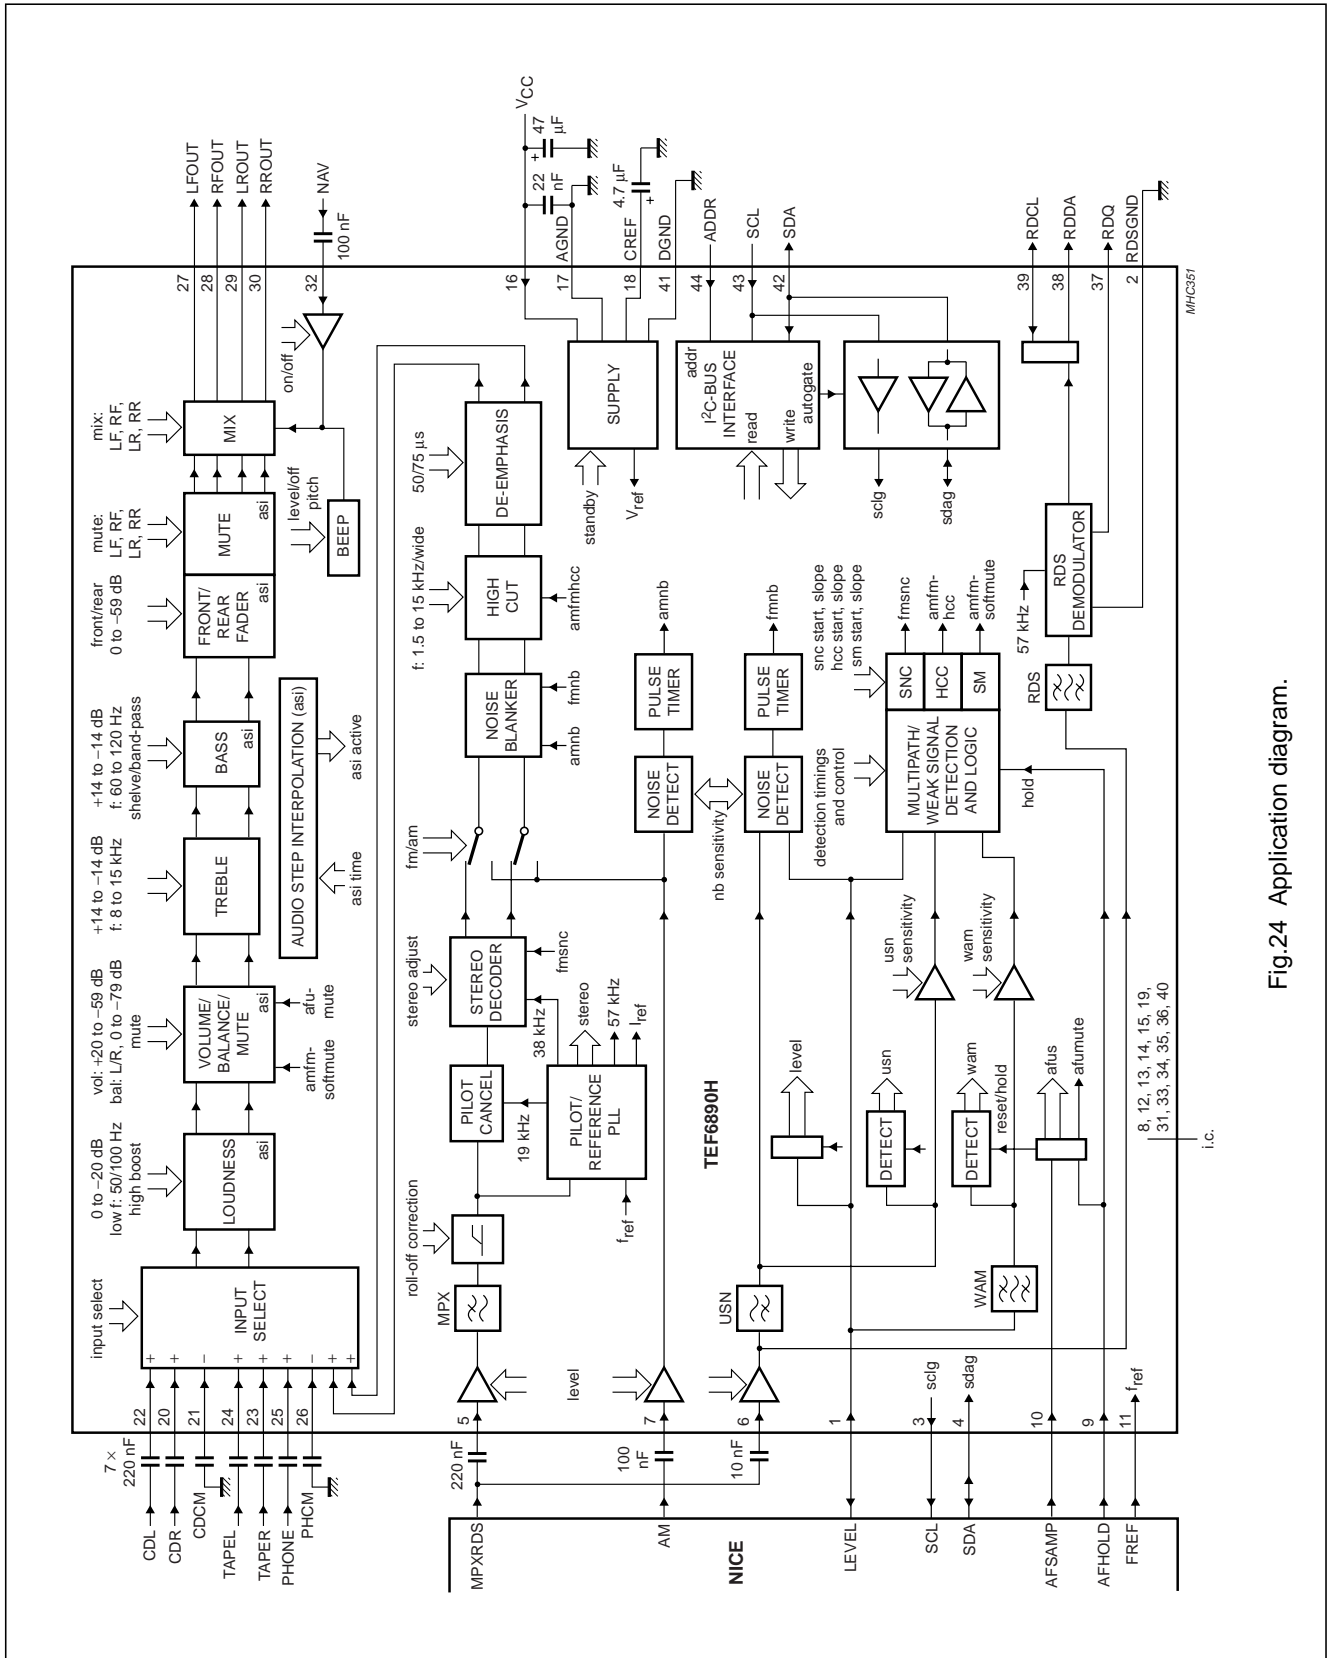 CDL
CDR
CDCM
TAPEL
TAPER
PHONE
PHCM
7 ×
220 nF
22
20
21
24
23
25
26
+
+
−
+
+
+
−
+
+
input select
INPUT
SELECT
0 to −20 dB
low f: 50/100 Hz
high boost
LOUDNESS
asi
vol: +20 to −59 dB
bal: L/R, 0 to −79 dB
mute
VOLUME/
BALANCE/
MUTE
asi
amfm-
softmute
afu-
mute
+14 to −14 dB
f: 8 to 15 kHz
TREBLE
+14 to −14 dB
f: 60 to 120 Hz
shelve/band-pass
BASS
asi
AUDIO STEP INTERPOLATION (asi)
asi time
asi active
front/rear
0 to −59 dB
FRONT/
REAR
FADER
asi
mute:
LF, RF,
LR, RR
MUTE
asi
level/off
pitch
BEEP
mix:
LF, RF,
LR, RR
MIX
on/off
27
28
29
30
32
LFOUT
RFOUT
LROUT
RROUT
NAV
100 nF
MPXRDS
220 nF
5
MPX
roll-off correction
PILOT
CANCEL
19 kHz
38 kHz
PILOT/
REFERENCE
PLL
fref
stereo
57 kHz
Iref
stereo adjust
STEREO
DECODER
fmsnc
fm/am
NOISE
BLANKER
amnb
fmnb
f: 1.5 to 15 kHz/wide
HIGH
CUT
amfmhcc
50/75 µs
DE-EMPHASIS
standby
SUPPLY
Vref
16
17
18
41
44
43
42
AGND
CREF
DGND
ADDR
SCL
SDA
22
nF
47
µF
+
4.7 µF
+
VCC
addr
I2C-BUS
INTERFACE
read
write
autogate
sclg
sdag
AM
100
nF
7
level
NOISE
DETECT
PULSE
TIMER
amnb
nb sensitivity
10 nF
6
USN
TEF6890H
NOISE
DETECT
PULSE
TIMER
fmnb
NICE
LEVEL
1
level
detection timings
and control
snc start, slope
hcc start, slope
sm start, slope
MULTIPATH/
WEAK SIGNAL
DETECTION
AND LOGIC
SNC
HCC
SM
fmsnc
amfm-
hcc
amfm-
softmute
hold
SCL
3
sclg
SDA
4
sdag
DETECT
usn
usn
sensitivity
WAM
DETECT
wam
wam
sensitivity
reset/hold
AFSAMP
10
afus
afumute
AFHOLD
9
FREF
11
fref
RDS
57 kHz
RDS
DEMODULATOR
39
38
37
2
RDCL
RDDA
RDQ
RDSGND
8, 12, 13, 14, 15, 19,
31, 33, 34, 35, 36, 40
i.c.
MHC351
Fig.24 Application diagram.